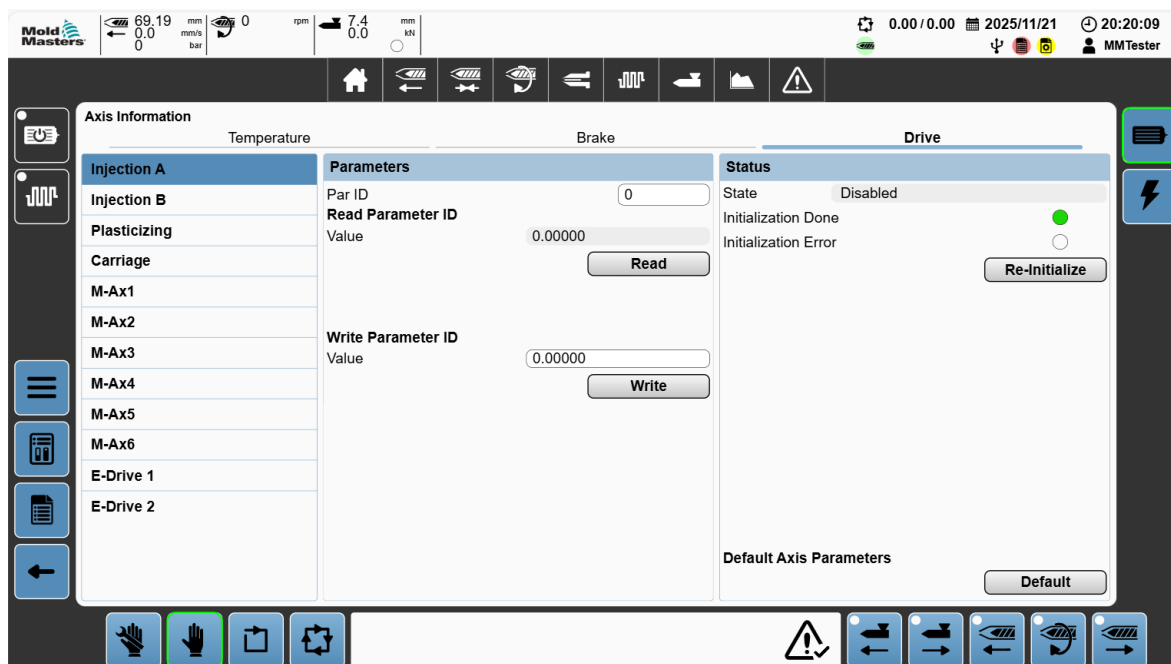 Mold
Masters
69.19 mm
0.0 mm/s
0 bar
0 rpm
7.4 mm
0.0 kN
0.00 / 0.00
2025/11/21
20:20:09
MMTester
Axis Information
Temperature
Brake
Drive
Injection A
Injection B
Plasticizing
Carriage
M-Ax1
M-Ax2
M-Ax3
M-Ax4
M-Ax5
M-Ax6
E-Drive 1
E-Drive 2
Parameters
Par ID 0
Read Parameter ID
Value 0.00000
Read
Write Parameter ID
Value 0.00000
Write
Status
State Disabled
Initialization Done
Initialization Error
Re-Initialize
Default Axis Parameters
Default